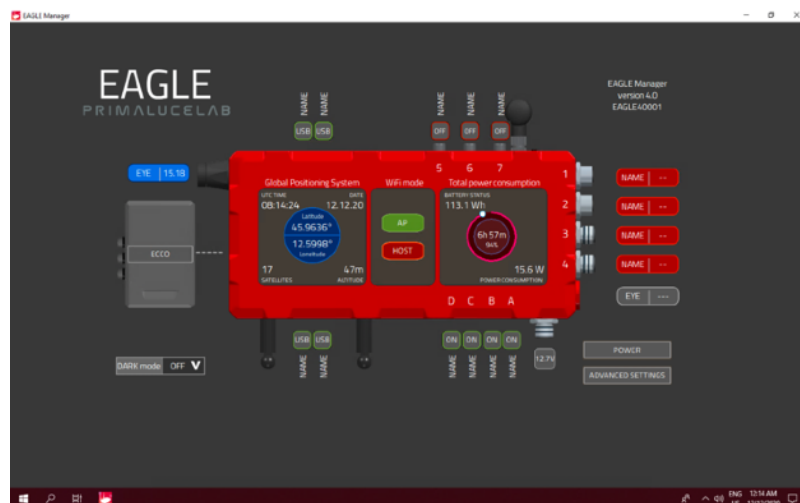 EAGLE Manager
EAGLE
PRIMALUCELAB
EAGLE Manager
version 4.0
EAGLE40001
NAME NAME
USB USB
NAME NAME NAME
OFF OFF OFF
5 6 7
EYE 15.1B
ECCO
Global Positioning System
UTC TIME DATE
08:14:24 12.12.20
Latitude
45.9636°
12.5998°
Longitude
17 47m
SATELLITES ALTITUDE
WiFi mode
AP
HOST
Total power consumption
BATTERY STATUS
113.1 Wh
6h 57m
94%
15.6 W
POWER CONSUMPTION
D C B A
1
2
3
4
NAME --
NAME --
NAME --
NAME --
EYE ---
USB USB
NAME NAME
ON ON ON ON
NAME NAME NAME NAME
12.7V
DARK mode OFF V
POWER
ADVANCED SETTINGS
ENG 12:14 AM